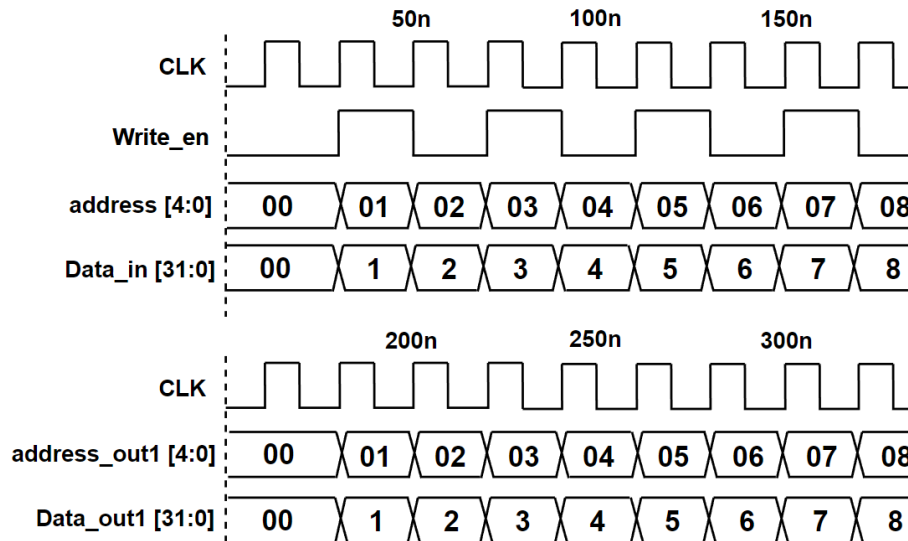 50n 100n 150n
CLK
Write_en
address [4:0] 00 01 02 03 04 05 06 07 08
Data_in [31:0] 00 1 2 3 4 5 6 7 8
200n 250n 300n
CLK
address_out1 [4:0] 00 01 02 03 04 05 06 07 08
Data_out1 [31:0] 00 1 2 3 4 5 6 7 8